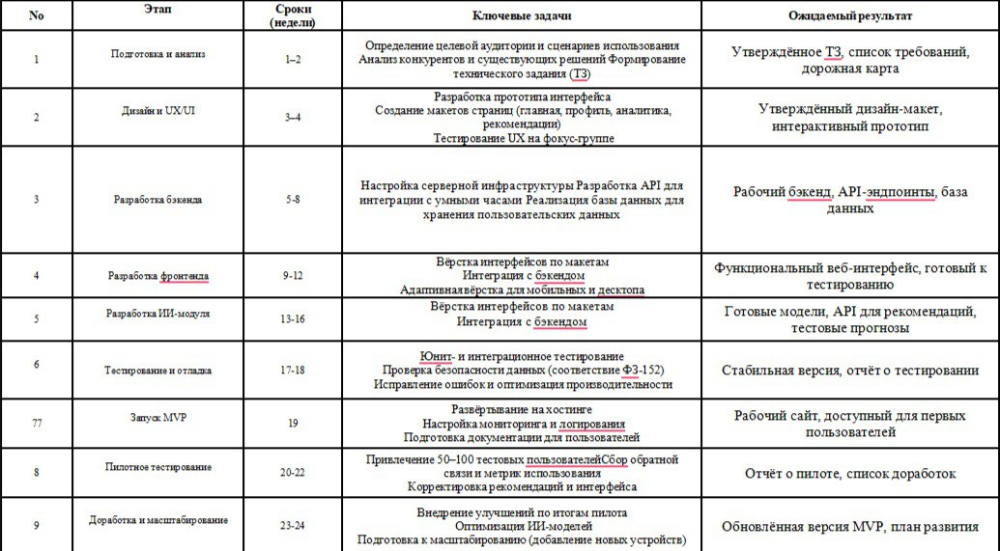 No
Этап
Сроки
(недели)
Ключевые задачи
Ожидаемый результат
1
Подготовка и анализ
1–2
Определение целевой аудитории и сценариев использования
Анализ конкурентов и существующих решений Формирование
технического задания (ТЗ)
Утверждённое ТЗ, список требований,
дорожная карта
2
Дизайн и UX/UI
3–4
Разработка прототипа интерфейса
Создание макетов страниц (главная, профиль, аналитика,
рекомендации)
Тестирование UX на фокус-группе
Утверждённый дизайн-макет,
интерактивный прототип
3
Разработка бэкенда
5-8
Настройка серверной инфраструктуры Разработка API для
интеграции с умными часами Реализация базы данных для
хранения пользовательских данных
Рабочий бэкенд, API-эндпоинты, база
данных
4
Разработка фронтенда
9-12
Вёрстка интерфейсов по макетам
Интеграция с бэкендом
Адаптивная вёрстка для мобильных и десктопа
Функциональный веб-интерфейс, готовый к
тестированию
5
Разработка ИИ-модуля
13-16
Вёрстка интерфейсов по макетам
Интеграция с бэкендом
Готовые модели, API для рекомендаций,
тестовые прогнозы
6
Тестирование и отладка
17-18
Юнит- и интеграционное тестирование
Проверка безопасности данных (соответствие ФЗ-152)
Исправление ошибок и оптимизация производительности
Стабильная версия, отчёт о тестировании
77
Запуск MVP
19
Развёртывание на хостинге
Настройка мониторинга и логирования
Подготовка документации для пользователей
Рабочий сайт, доступный для первых
пользователей
8
Пилотное тестирование
20-22
Привлечение 50–100 тестовых пользователейСбор обратной
связи и метрик использования
Корректировка рекомендаций и интерфейса
Отчёт о пилоте, список доработок
9
Доработка и масштабирование
23-24
Внедрение улучшений по итогам пилота
Оптимизация ИИ-моделей
Подготовка к масштабированию (добавление новых устройств)
Обновлённая версия MVP, план развития